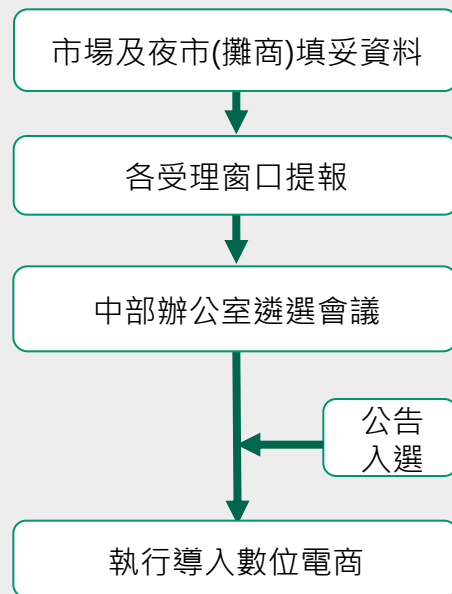 市場及夜市(攤商)填妥資料
各受理窗口提報
中部辦公室遴選會議
公告
入選
執行導入數位電商